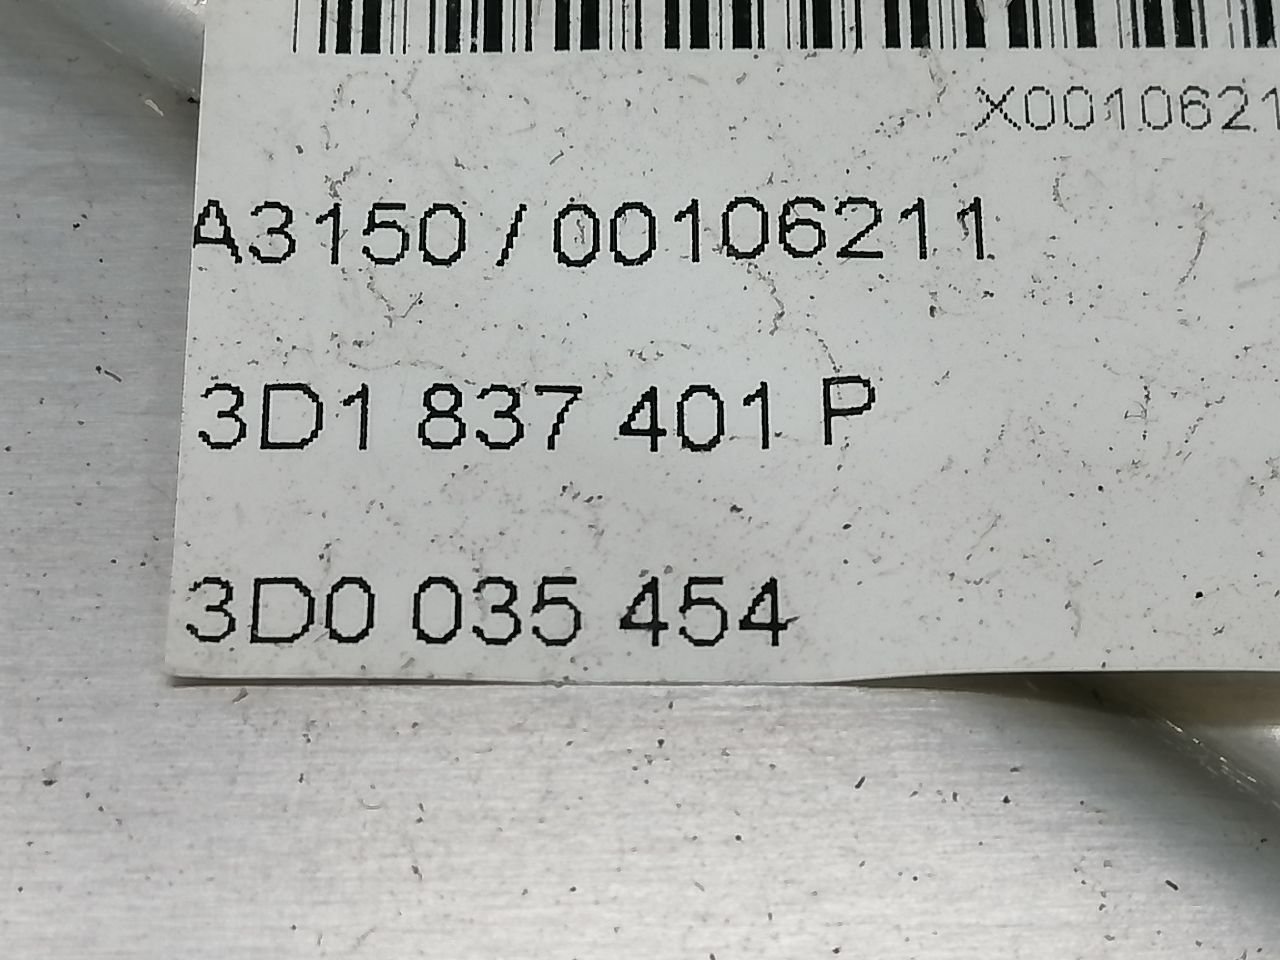 X0010621
A3150 / 00106211
3D1 837 401 P
3D0 035 454